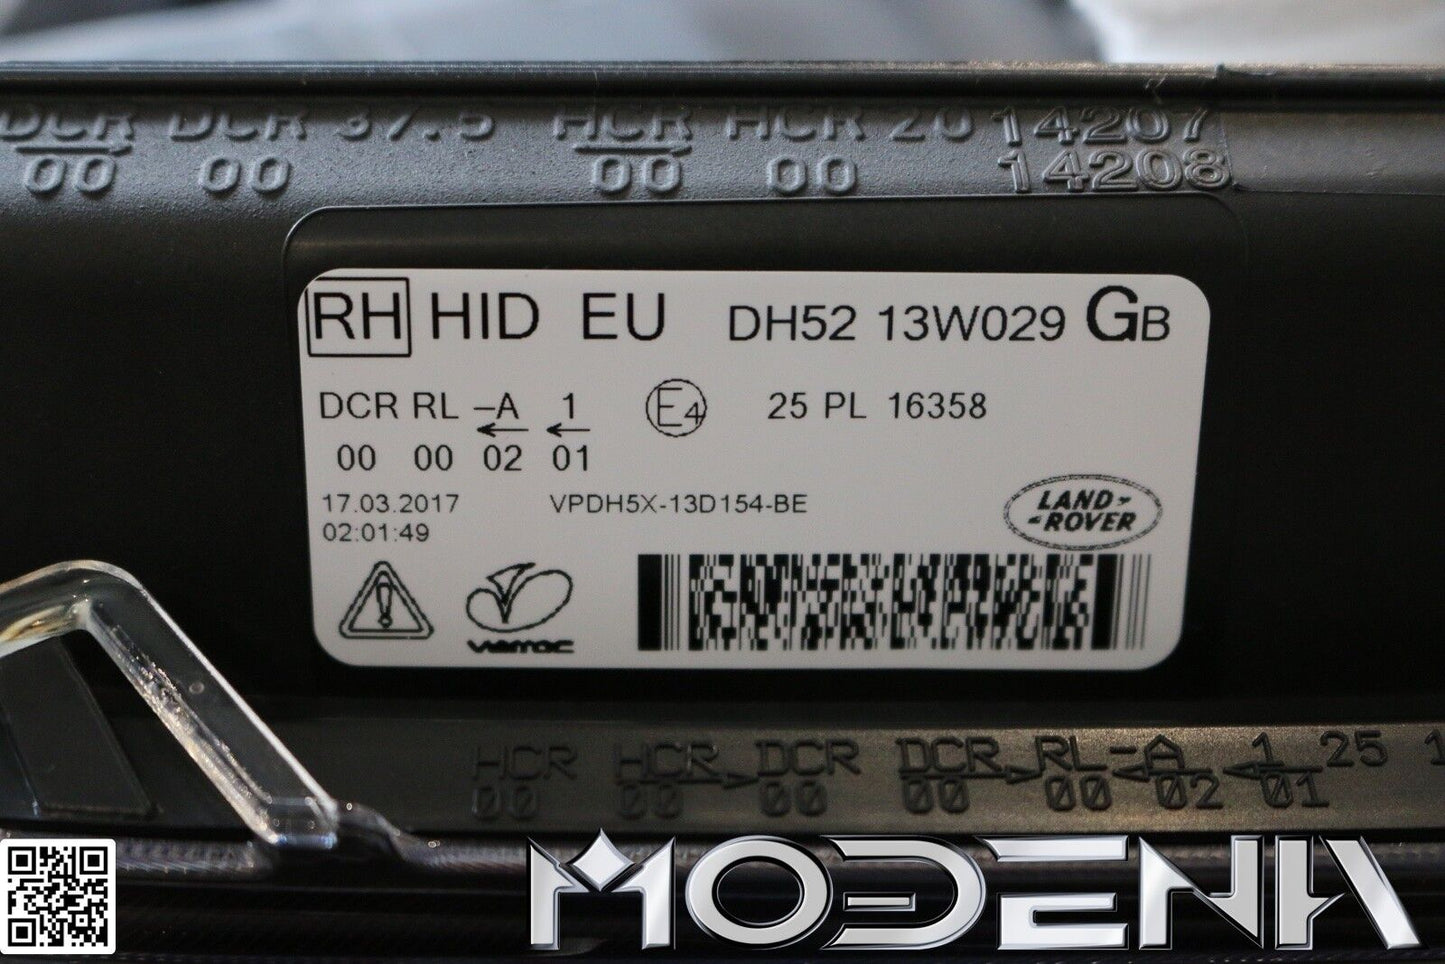 DCR DCR 37.5 HCR HCR 20 14207
00 00 00 00 14208
RH HID EU DH52 13W029 GB
DCR RL -A 1 E4 25 PL 16358
00 00 02 01
17.03.2017 VPDH5X-13D154-BE
02:01:49
LAND
ROVER
HCR HCR DCR DCR RL-A 1 25 1
00 00 00 00 00 02 01
MODENA